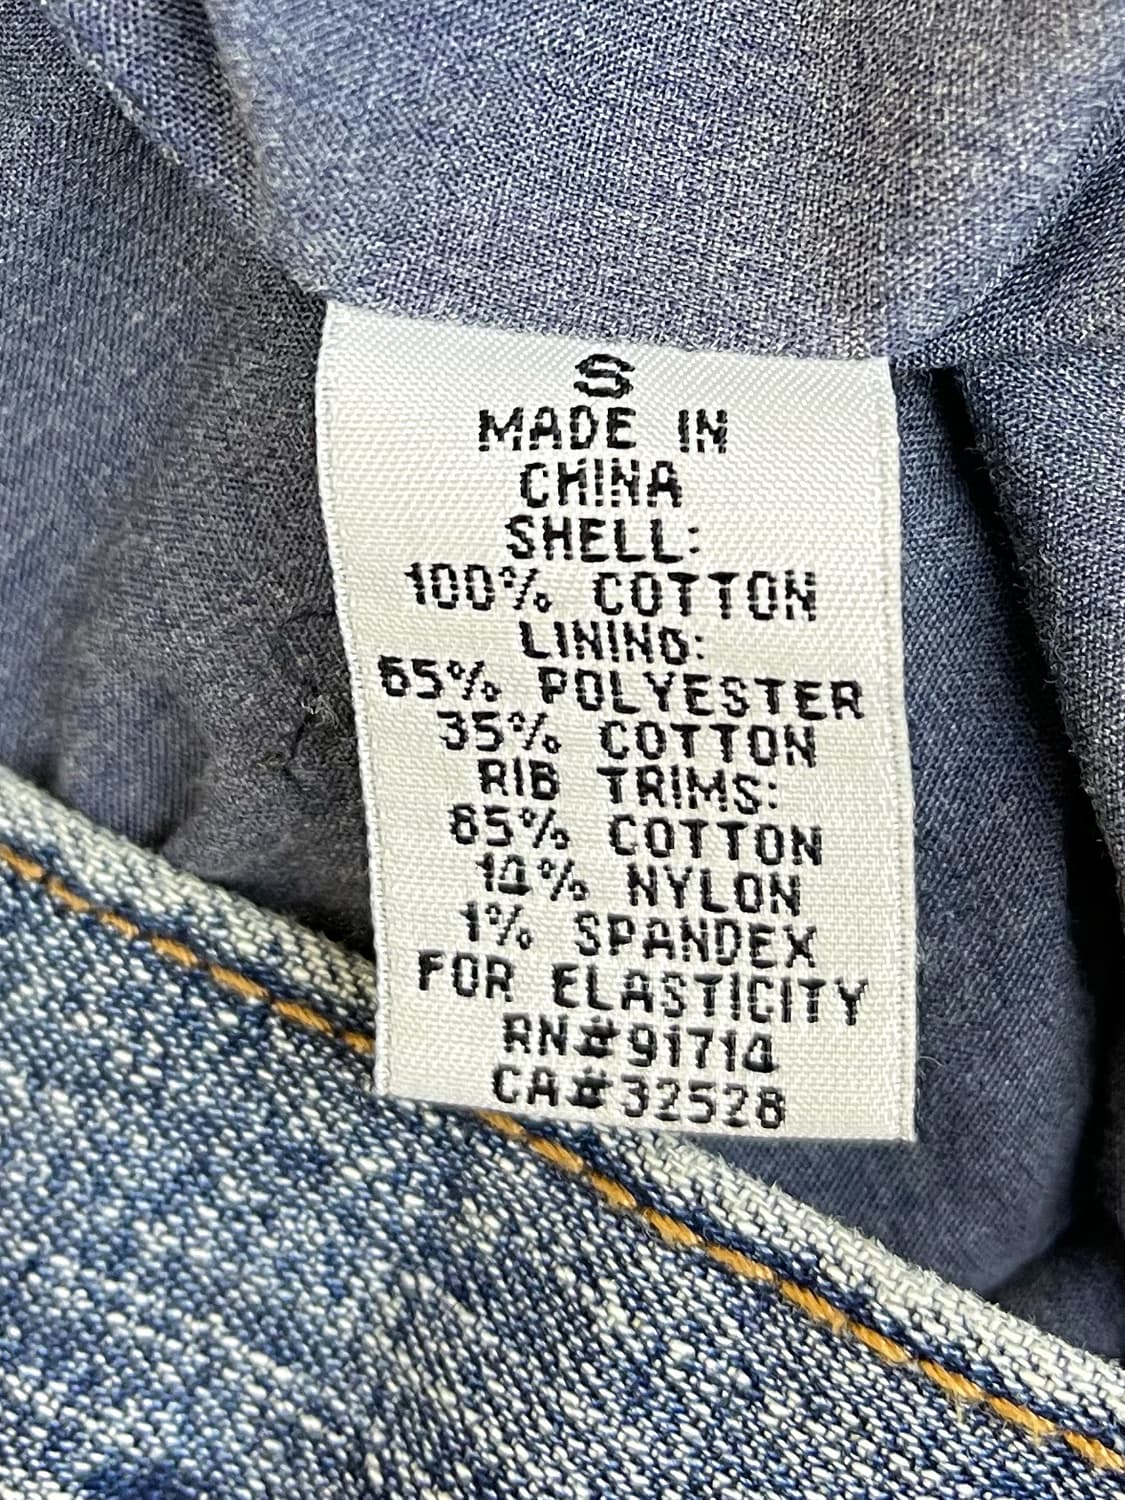 S
MADE IN
CHINA
SHELL:
100% COTTON
LINING:
65% POLYESTER
35% COTTON
RIB TRIMS:
85% COTTON
14% NYLON
1% SPANDEX
FOR ELASTICITY
RN#91714
CA#32528